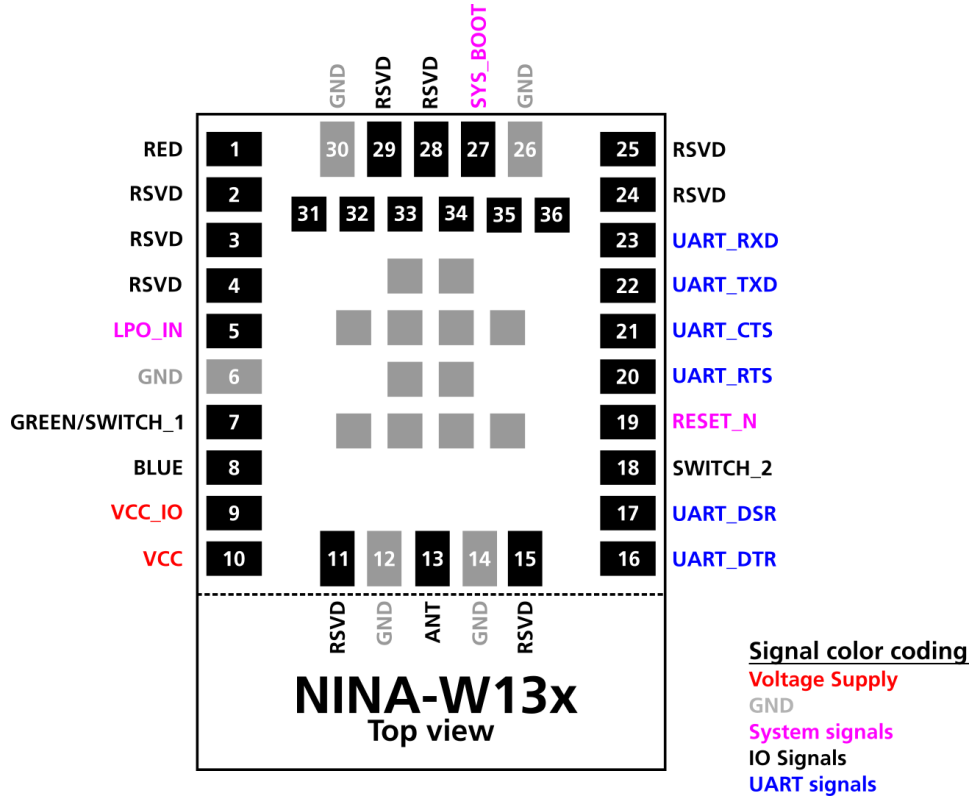 GND RSVD RSVD SYS_BOOT GND
30 29 28 27 26
RED 1 25 RSVD
RSVD 2 24 RSVD
31 32 33 34 35 36
RSVD 3 23 UART_RXD
RSVD 4 22 UART_TXD
LPO_IN 5 21 UART_CTS
GND 6 20 UART_RTS
GREEN/SWITCH_1 7 19 RESET_N
BLUE 8 18 SWITCH_2
VCC_IO 9 17 UART_DSR
VCC 10 16 UART_DTR
11 12 13 14 15
RSVD GND ANT GND RSVD
NINA-W13x
Top view
Signal color coding
Voltage Supply
GND
System signals
IO Signals
UART signals